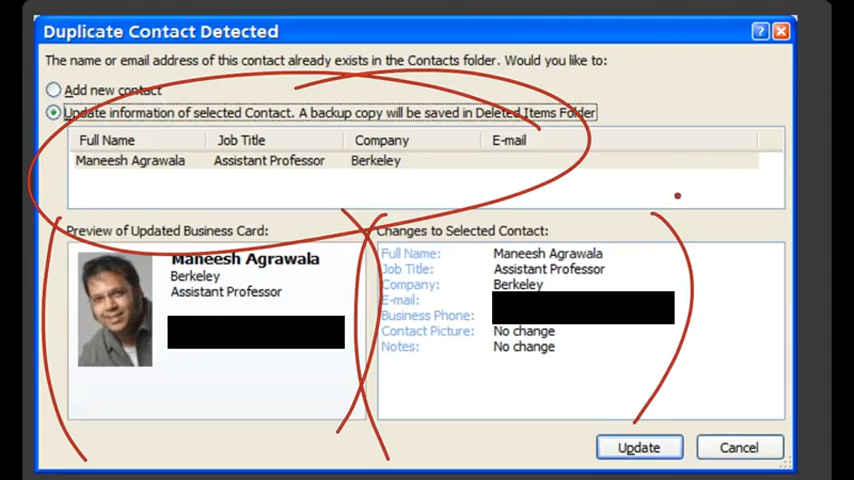 Duplicate Contact Detected
The name or email address of this contact already exists in the Contacts folder. Would you like to:
Add new contact
Update information of selected Contact. A backup copy will be saved in Deleted Items Folder
Full Name Job Title Company E-mail
Maneesh Agrawala Assistant Professor Berkeley
Preview of Updated Business Card:
Maneesh Agrawala
Berkeley
Assistant Professor
Changes to Selected Contact:
Full Name: Maneesh Agrawala
Job Title: Assistant Professor
Company: Berkeley
E-mail:
Business Phone:
Contact Picture: No change
Notes: No change
Update Cancel